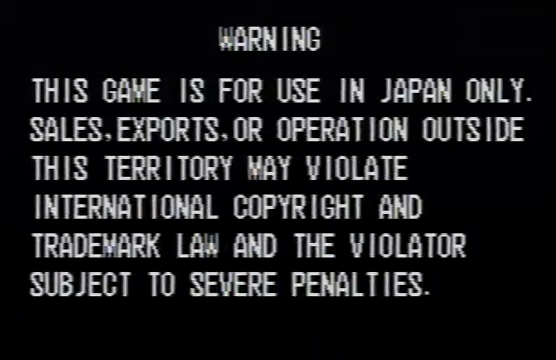 WARNING
THIS GAME IS FOR USE IN JAPAN ONLY.
SALES,EXPORTS,OR OPERATION OUTSIDE
THIS TERRITORY MAY VIOLATE
INTERNATIONAL COPYRIGHT AND
TRADEMARK LAW AND THE VIOLATOR
SUBJECT TO SEVERE PENALTIES.